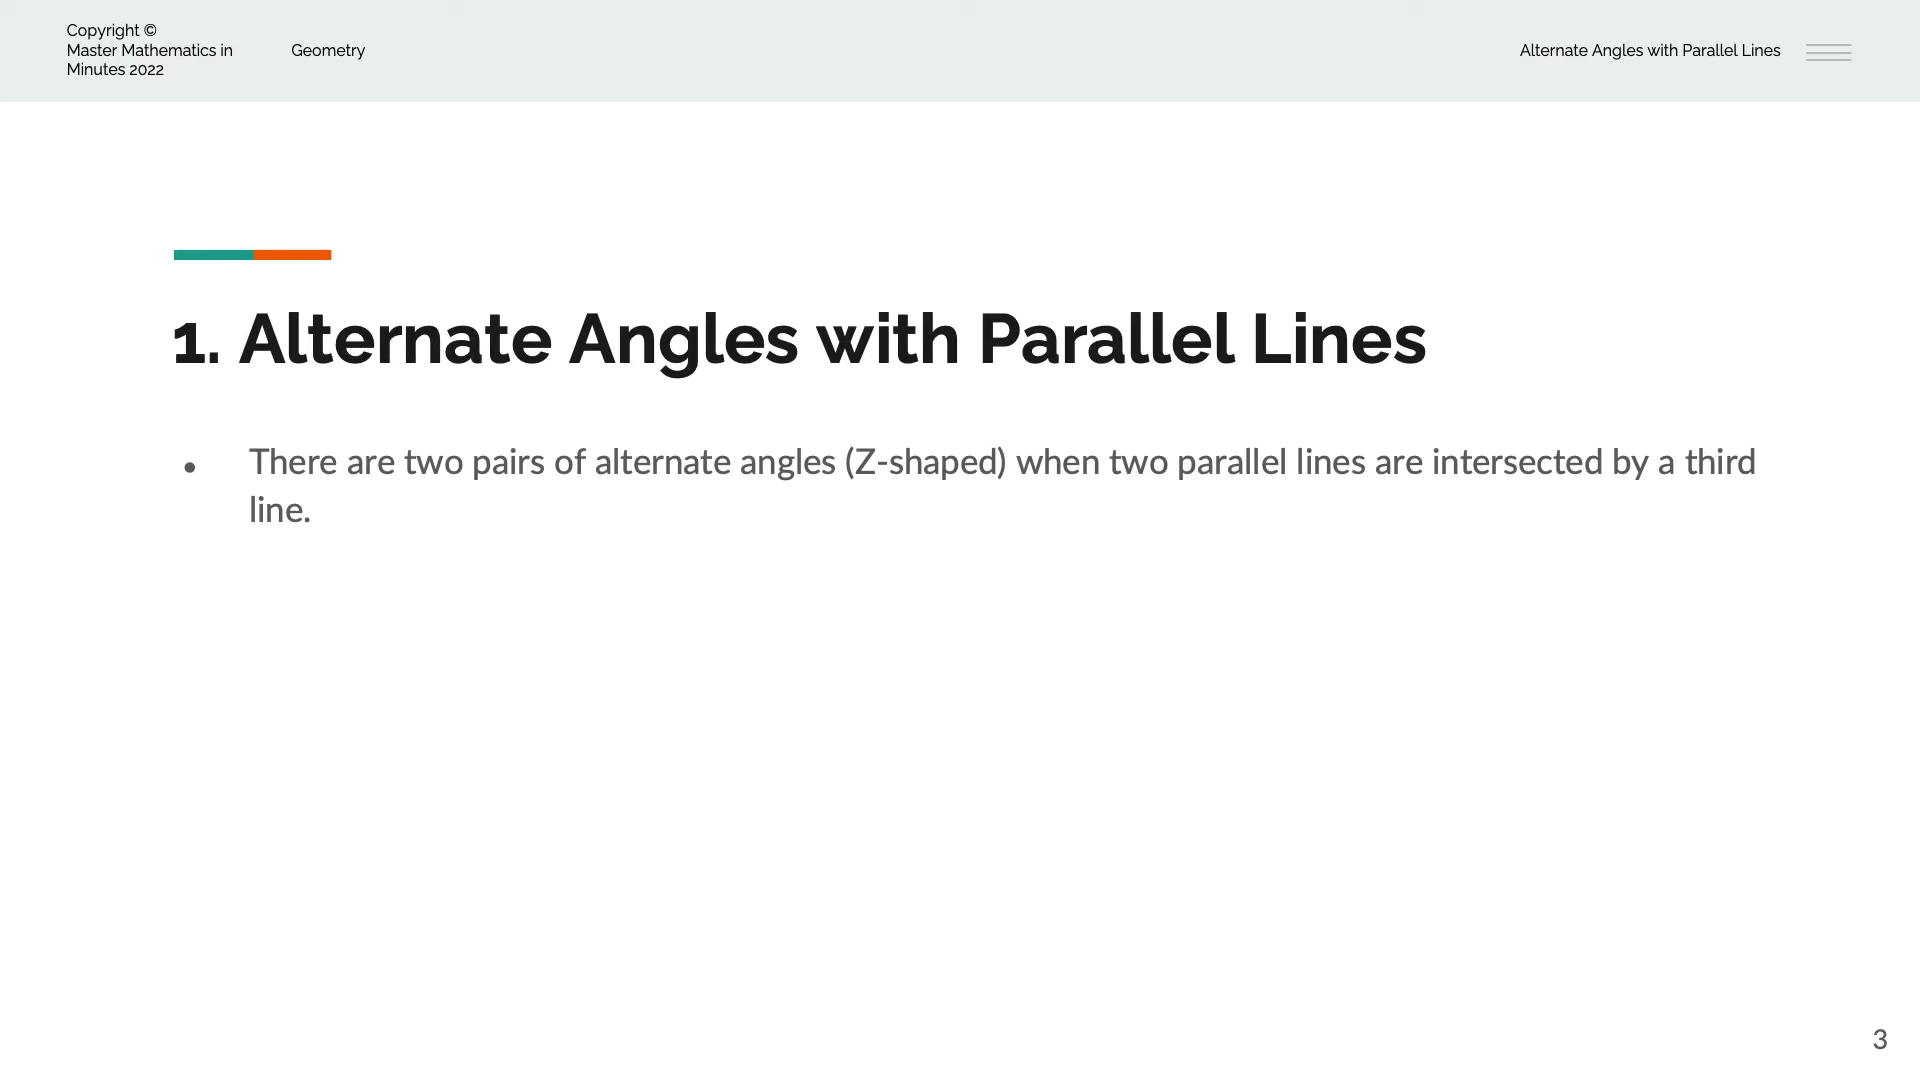 Copyright ©
Master Mathematics in
Minutes 2022
Geometry
Alternate Angles with Parallel Lines
1. Alternate Angles with Parallel Lines
● There are two pairs of alternate angles (Z-shaped) when two parallel lines are intersected by a third
line.
3